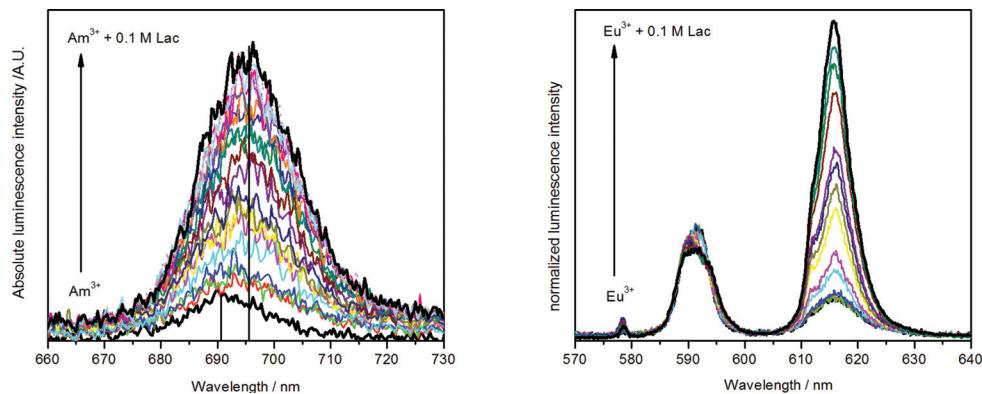 Absolute luminescence intensity /A.U.
Am³⁺ + 0.1 M Lac
Am³⁺
660 670 680 690 700 710 720 730
Wavelength / nm
normalized luminescence intensity
Eu³⁺ + 0.1 M Lac
Eu³⁺
570 580 590 600 610 620 630 640
Wavelength / nm